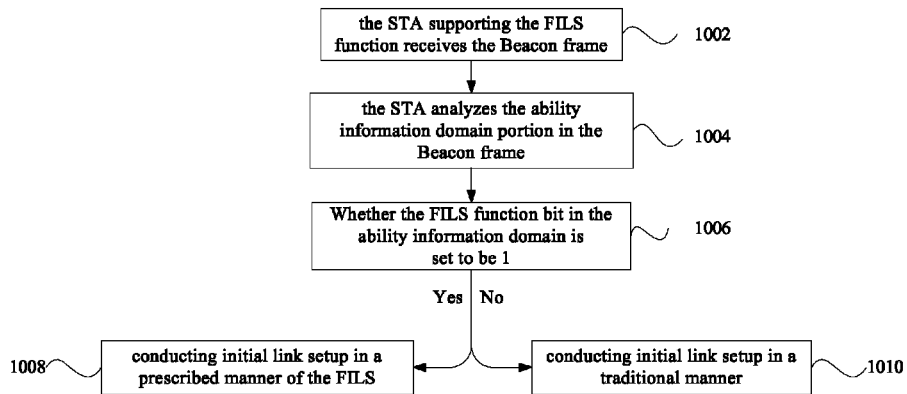 the STA supporting the FILS
function receives the Beacon frame
1002
the STA analyzes the ability
information domain portion in the
Beacon frame
1004
Whether the FILS function bit in the
ability information domain is
set to be 1
1006
Yes No
1008
conducting initial link setup in a
prescribed manner of the FILS
conducting initial link setup in a
traditional manner
1010